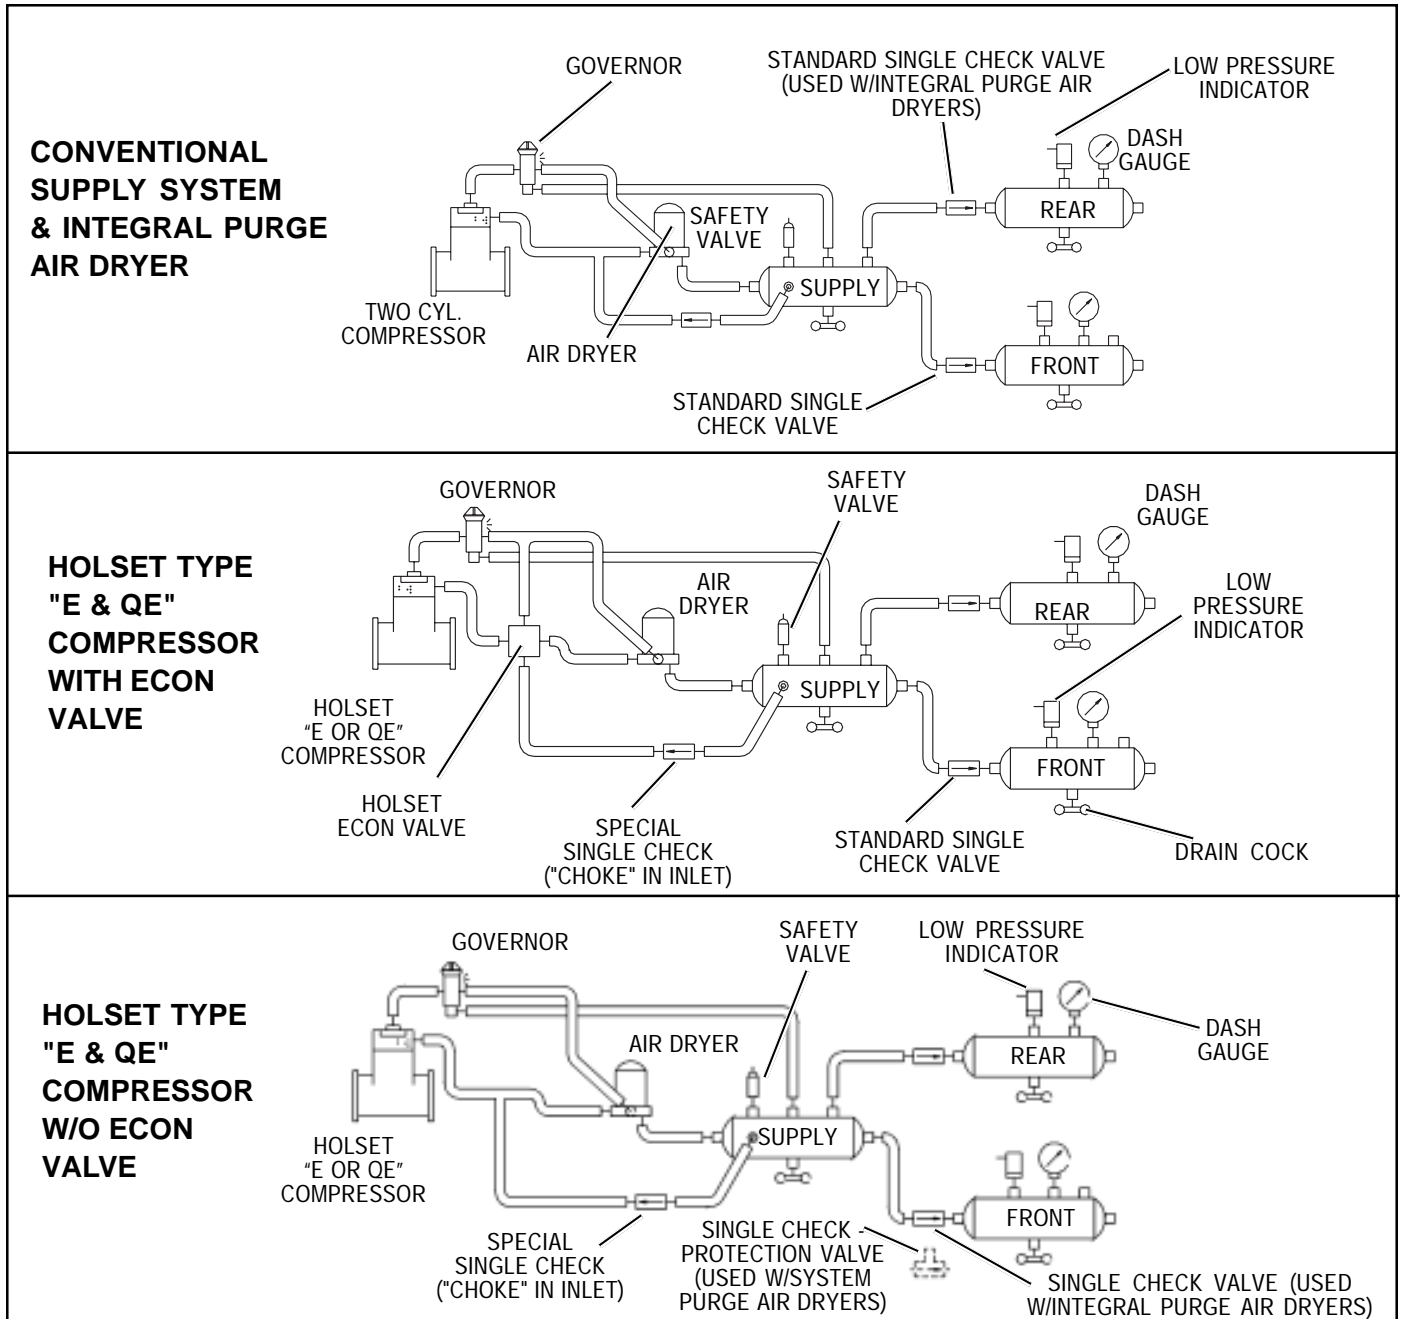 CONVENTIONAL
SUPPLY SYSTEM
& INTEGRAL PURGE
AIR DRYER
GOVERNOR
STANDARD SINGLE CHECK VALVE
(USED W/INTEGRAL PURGE AIR
DRYERS)
LOW PRESSURE
INDICATOR
DASH
GAUGE
REAR
SAFETY
VALVE
SUPPLY
TWO CYL.
COMPRESSOR
AIR DRYER
FRONT
STANDARD SINGLE
CHECK VALVE
HOLSET TYPE
"E & QE"
COMPRESSOR
WITH ECON
VALVE
GOVERNOR
SAFETY
VALVE
DASH
GAUGE
AIR
DRYER
REAR
LOW
PRESSURE
INDICATOR
SUPPLY
HOLSET
“E OR QE”
COMPRESSOR
FRONT
HOLSET
ECON VALVE
SPECIAL
SINGLE CHECK
("CHOKE" IN INLET)
STANDARD SINGLE
CHECK VALVE
DRAIN COCK
HOLSET TYPE
"E & QE"
COMPRESSOR
W/O ECON
VALVE
GOVERNOR
SAFETY
VALVE
LOW PRESSURE
INDICATOR
DASH
GAUGE
AIR DRYER
REAR
SUPPLY
HOLSET
“E OR QE”
COMPRESSOR
FRONT
SPECIAL
SINGLE CHECK
("CHOKE" IN INLET)
SINGLE CHECK -
PROTECTION VALVE
(USED W/SYSTEM
PURGE AIR DRYERS)
SINGLE CHECK VALVE (USED
W/INTEGRAL PURGE AIR DRYERS)